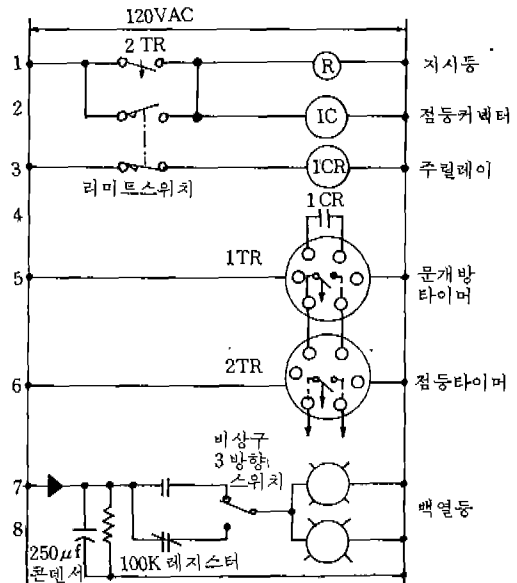 120VAC
2 TR
1
R
지시등
2
IC
점등커넥터
3
1CR
주릴레이
리미트스위치
1 CR
4
1TR
5
문개방
타이머
2TR
6
점등타이머
비상구
3 방향
스위치
7
백열등
8
250μf
콘덴서
100K 레지스터